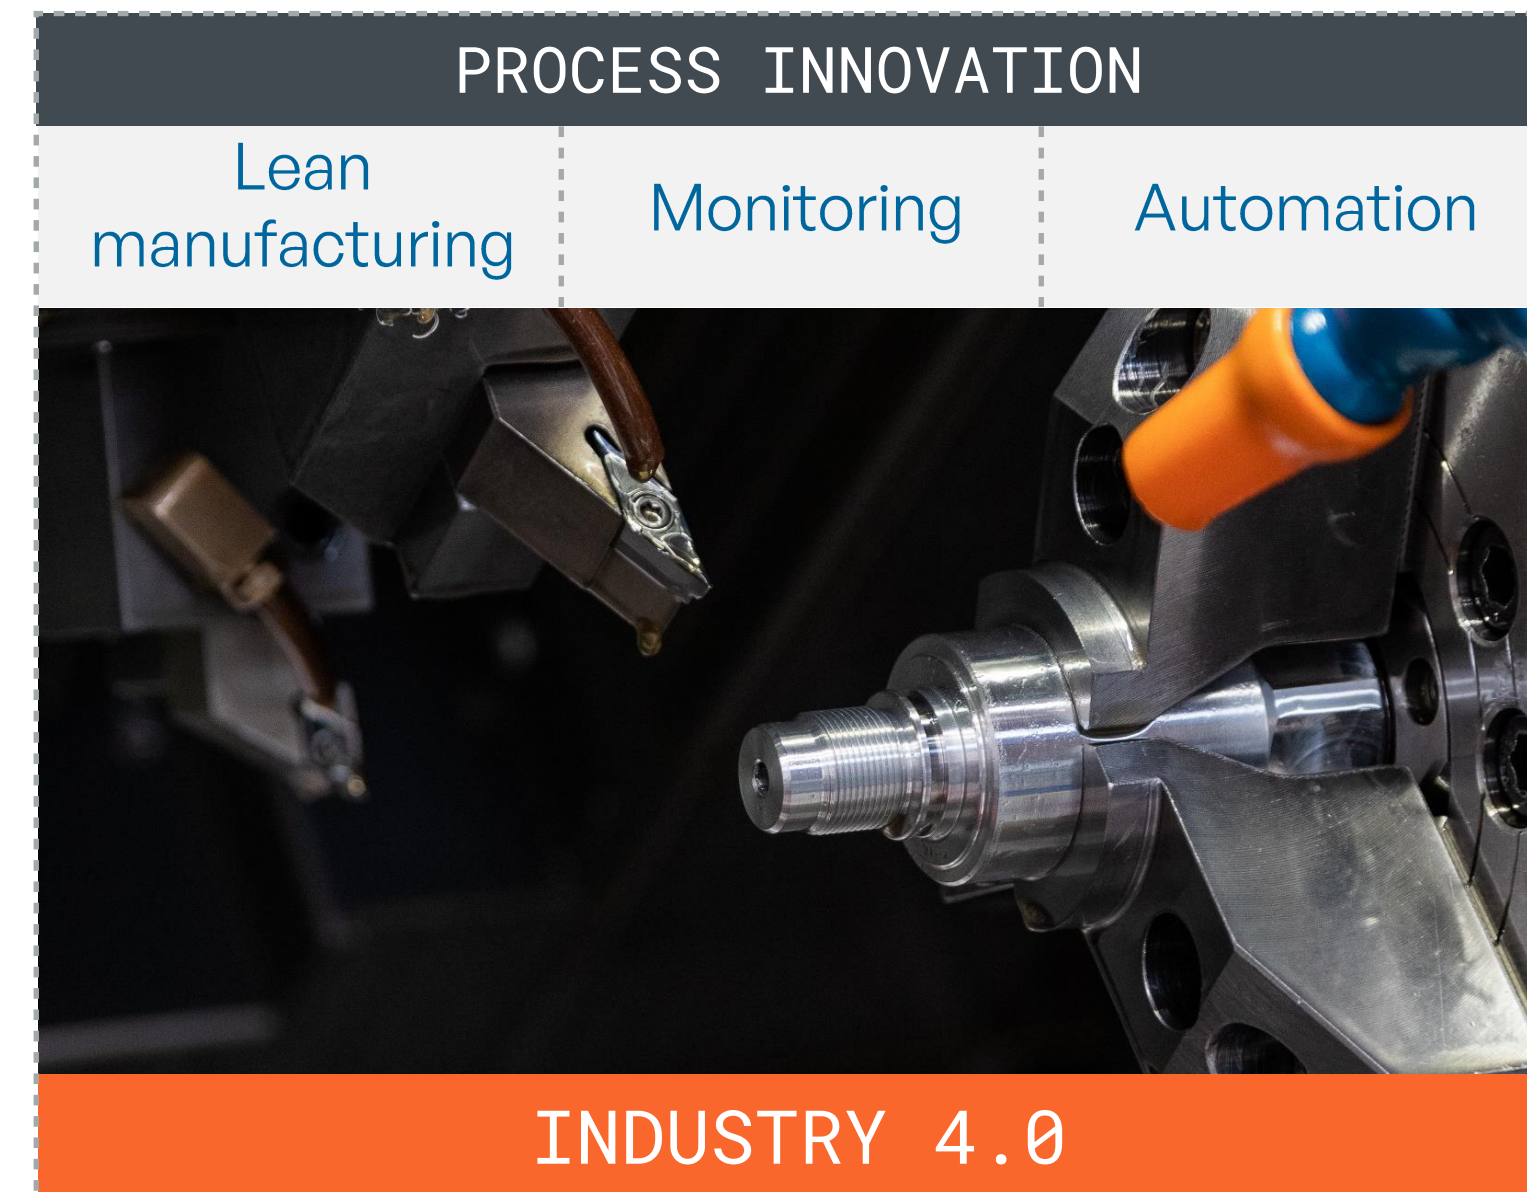 PROCESS INNOVATION
Lean
manufacturing
Monitoring
Automation
INDUSTRY 4.0